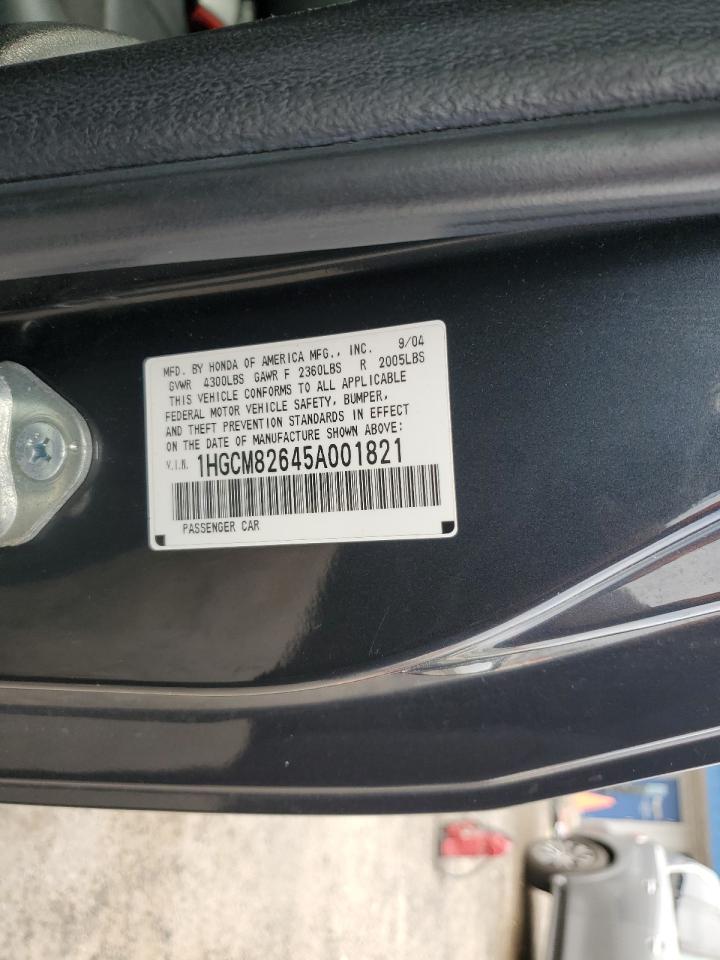 MFD. BY HONDA OF AMERICA MFG., INC. 9/04
GVWR 4300LBS GAWR F 2360LBS R 2005LBS
THIS VEHICLE CONFORMS TO ALL APPLICABLE
FEDERAL MOTOR VEHICLE SAFETY, BUMPER,
AND THEFT PREVENTION STANDARDS IN EFFECT
ON THE DATE OF MANUFACTURE SHOWN ABOVE:
V.I.N. 1HGCM82645A001821
PASSENGER CAR